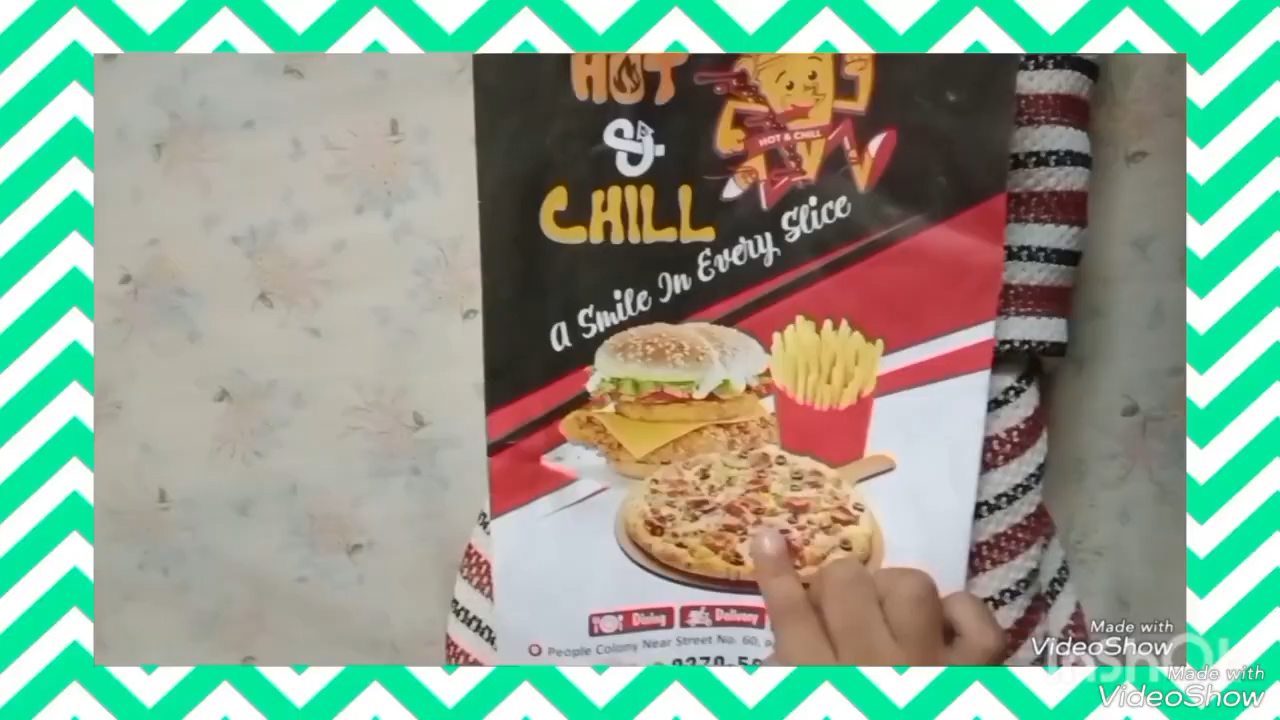 HOT
&
CHILL
HOT & CHILL
A Smile In Every Slice
Dining Delivery
People Colony Near Street No. 60,
Made with
VideoShow
InShOt
Made with
VideoShow